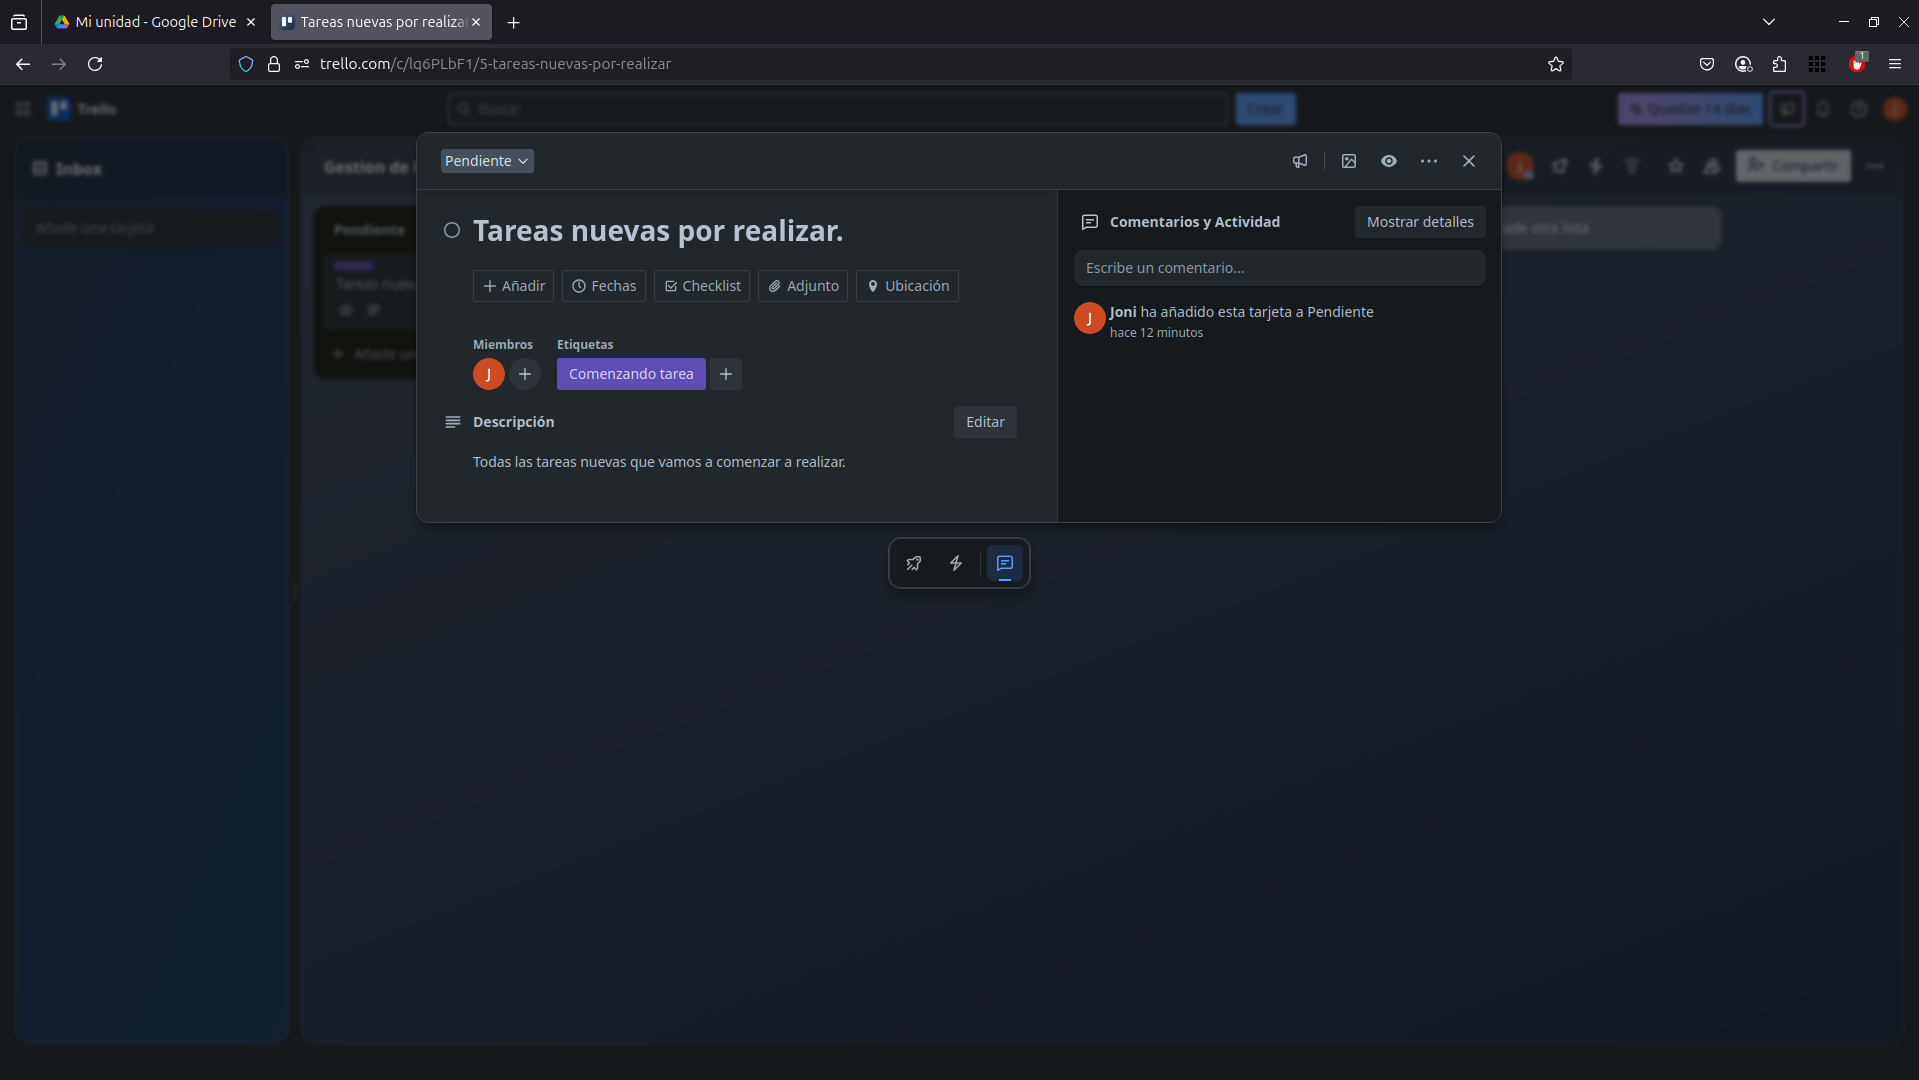 Mi unidad - Google Drive
Tareas nuevas por realiza
trello.com/c/lq6PLbF1/5-tareas-nuevas-por-realizar
1
Trello
Buscar
Crear
Quedan 14 días
Inbox
Añade una tarjeta
Gestion de
Compartir
Pendiente
Tareas nuev
Añade un
ade otra lista
Pendiente
Tareas nuevas por realizar.
Añadir
Fechas
Checklist
Adjunto
Ubicación
Miembros
Etiquetas
J
Comenzando tarea
Descripción
Editar
Todas las tareas nuevas que vamos a comenzar a realizar.
Comentarios y Actividad
Mostrar detalles
Escribe un comentario...
J
Joni ha añadido esta tarjeta a Pendiente
hace 12 minutos